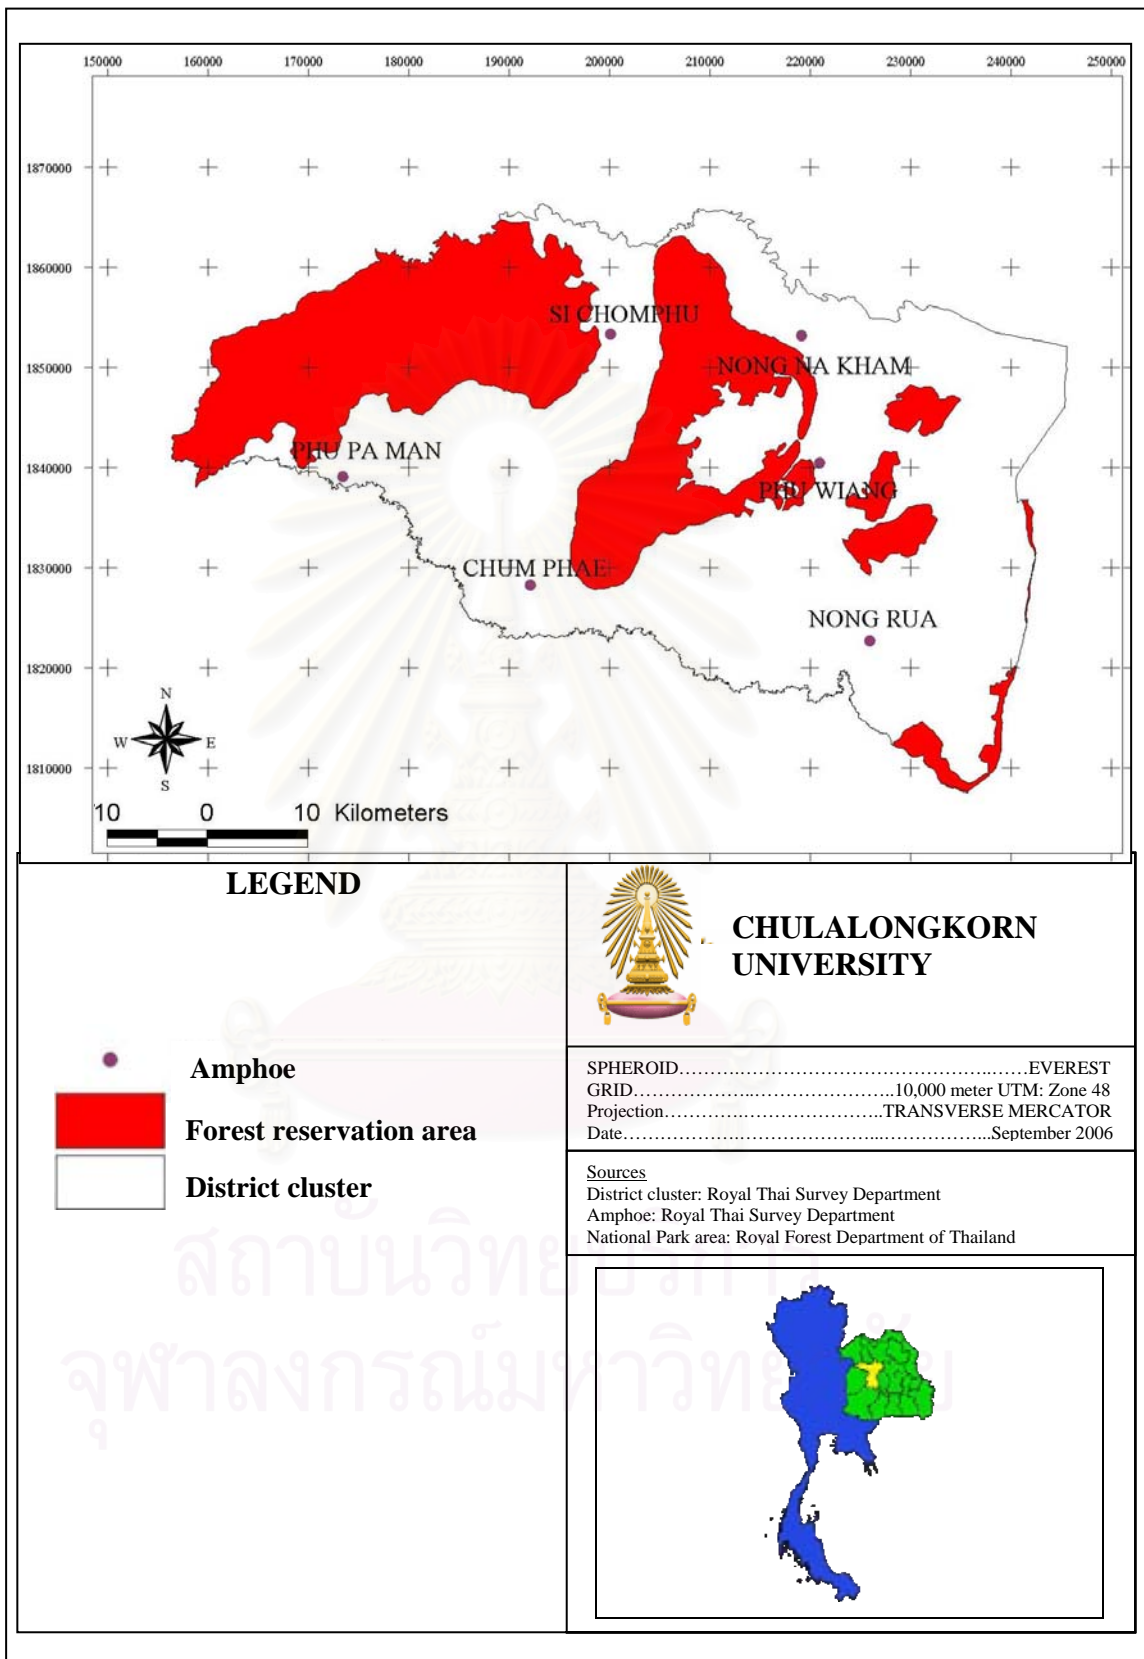 150000 160000 170000 180000 190000 200000 210000 220000 230000 240000 250000
1870000
1860000
SI CHOMPHU
1850000
NONG NA KHAM
PHU PA MAN
1840000
PHU WIANG
1830000
CHUM PHAE
NONG RUA
1820000
N
W E
S
1810000
10 0 10 Kilometers
LEGEND
CHULALONGKORN
UNIVERSITY
Amphoe
Forest reservation area
District cluster
SPHEROID……………………………………………………EVEREST
GRID……………………………………..10,000 meter UTM: Zone 48
Projection……………………………….TRANSVERSE MERCATOR
Date……………………………………...……………...September 2006
Sources
District cluster: Royal Thai Survey Department
Amphoe: Royal Thai Survey Department
National Park area: Royal Forest Department of Thailand
สถาบันวิทยบริการ
จุฬาลงกรณ์มหาวิทยาลัย